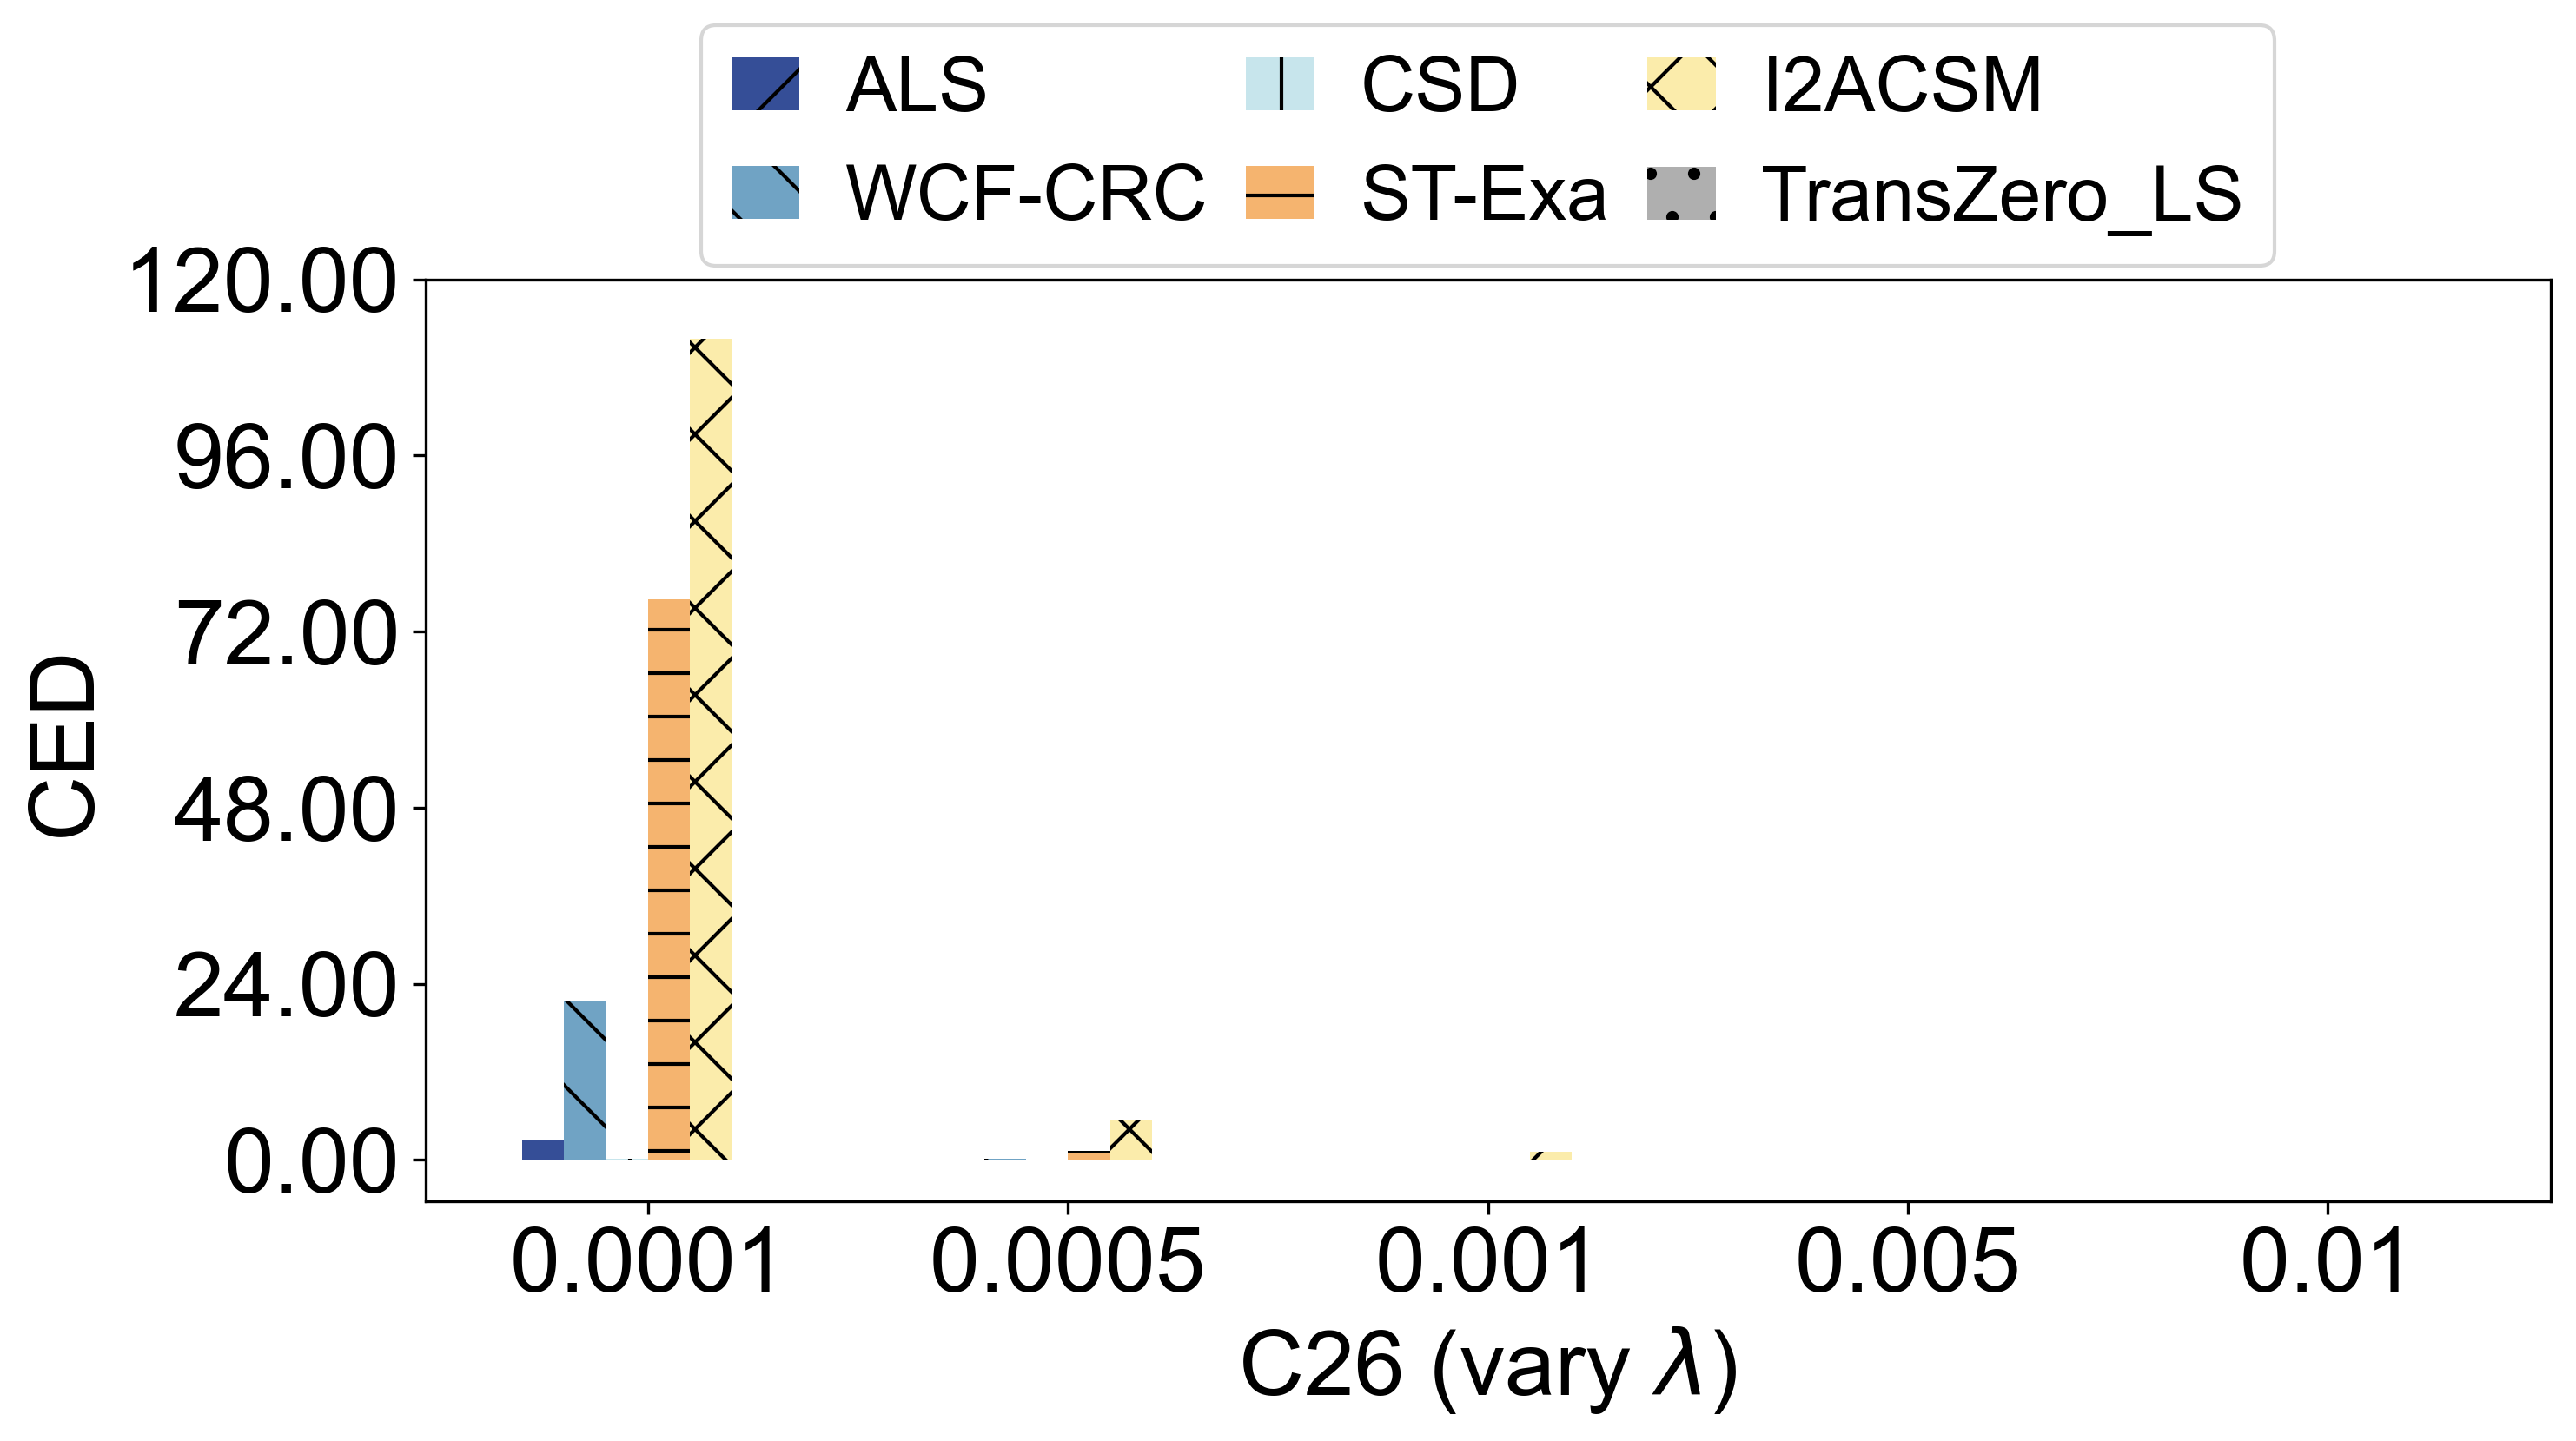 ALS CSD I2ACSM
WCF-CRC ST-Exa TransZero_LS
120.00
96.00
72.00
48.00
24.00
0.00
CED
0.0001 0.0005 0.001 0.005 0.01
C26 (vary λ)